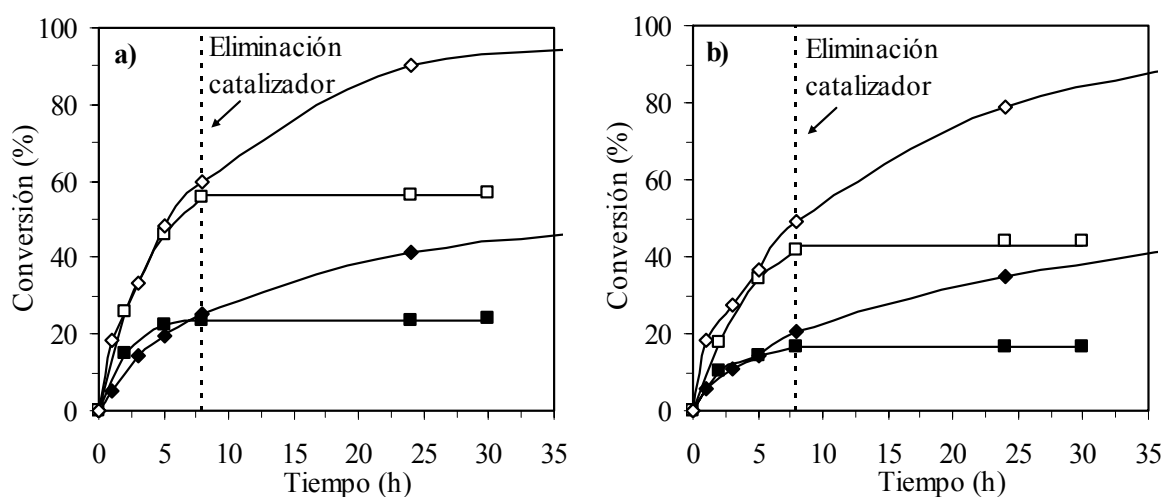 a)
Eliminación
catalizador
Conversión (%)
100
80
60
40
20
0
0 5 10 15 20 25 30 35
Tiempo (h)
b)
Eliminación
catalizador
Conversión (%)
100
80
60
40
20
0
0 5 10 15 20 25 30 35
Tiempo (h)